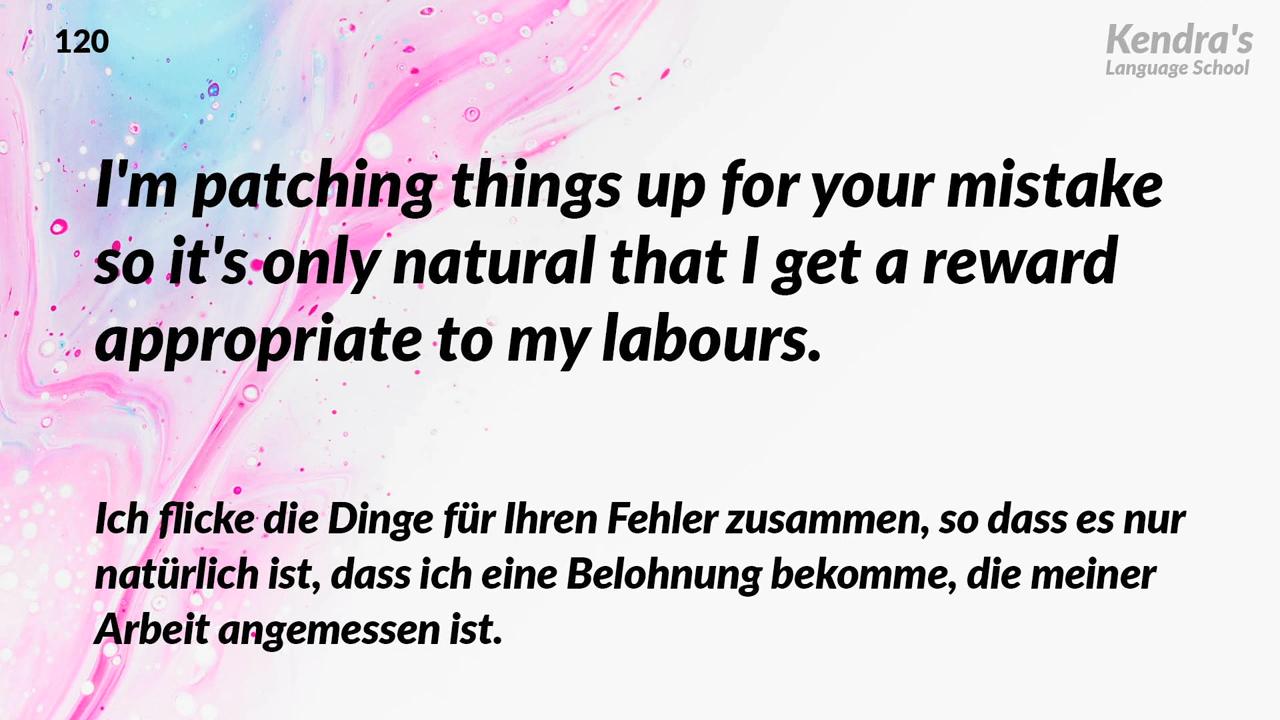 120
Kendra's
Language School
I'm patching things up for your mistake
so it's only natural that I get a reward
appropriate to my labours.
Ich flicke die Dinge für Ihren Fehler zusammen, so dass es nur
natürlich ist, dass ich eine Belohnung bekomme, die meiner
Arbeit angemessen ist.